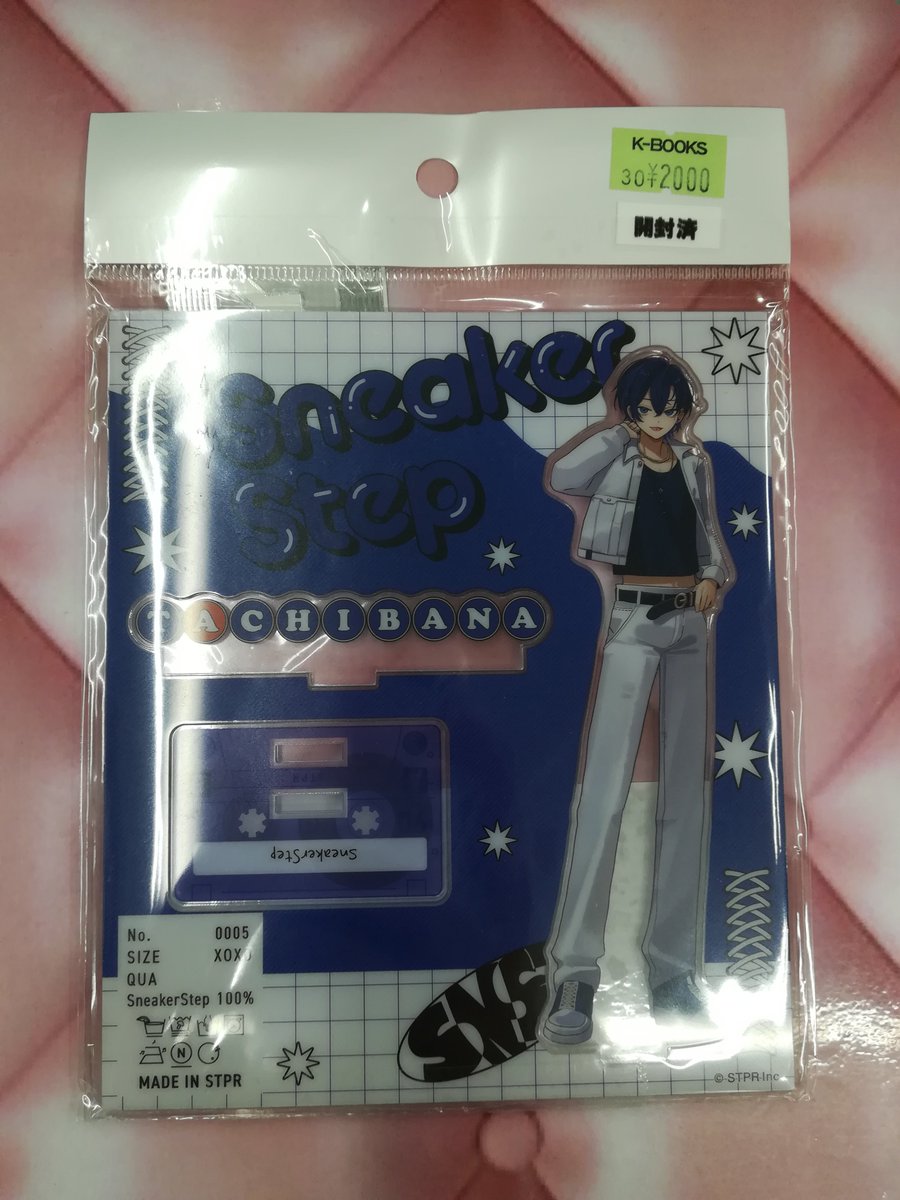 K-BOOKS
30¥2000
開封済
Sneaker
Step
TACHIBANA
STPR
SneakerStep
No. 0005
SIZE XOXO
QUA
SneakerStep 100%
N
MADE IN STPR
© STPR Inc.